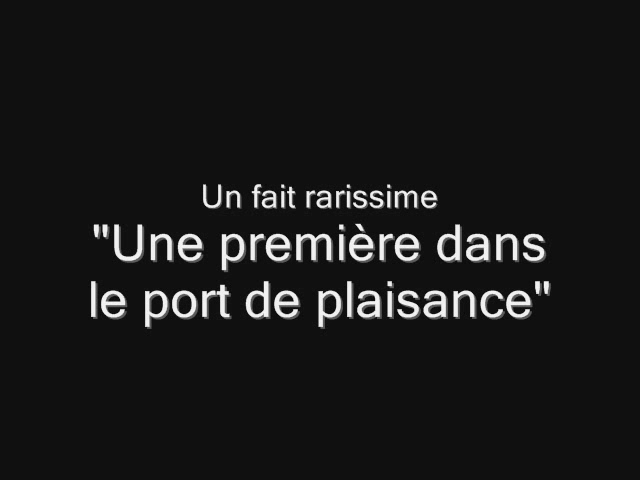 Un fait rarissime
"Une première dans
le port de plaisance"